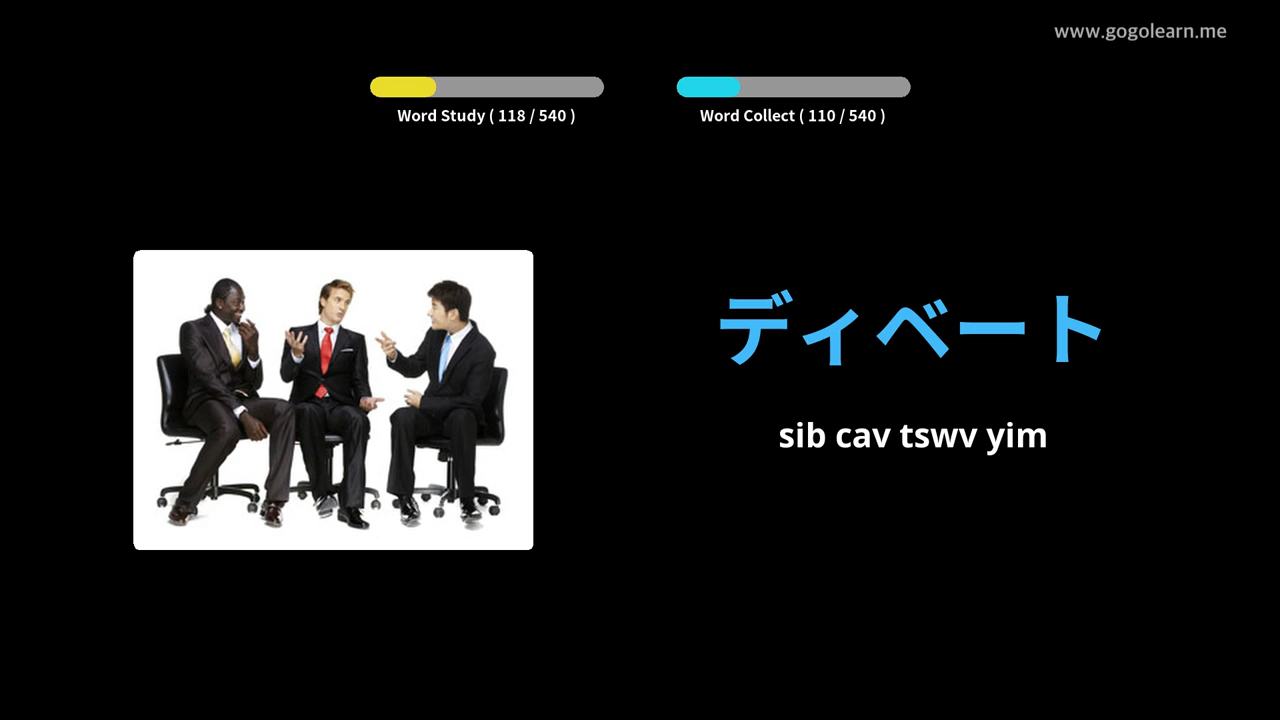 www.gogolearn.me
Word Study ( 118 / 540 )
Word Collect ( 110 / 540 )
ディベート
sib cav tswv yim